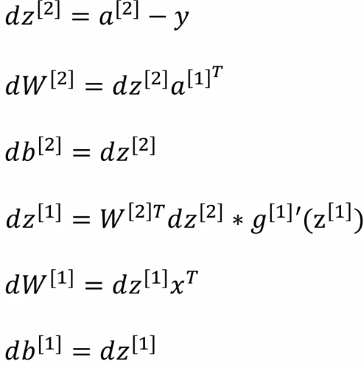 dz^[2] = a^[2] − y
dW^[2] = dz^[2]a^[1]^T
db^[2] = dz^[2]
dz^[1] = W^[2]T dz^[2] * g^[1]′(z^[1])
dW^[1] = dz^[1]x^T
db^[1] = dz^[1]